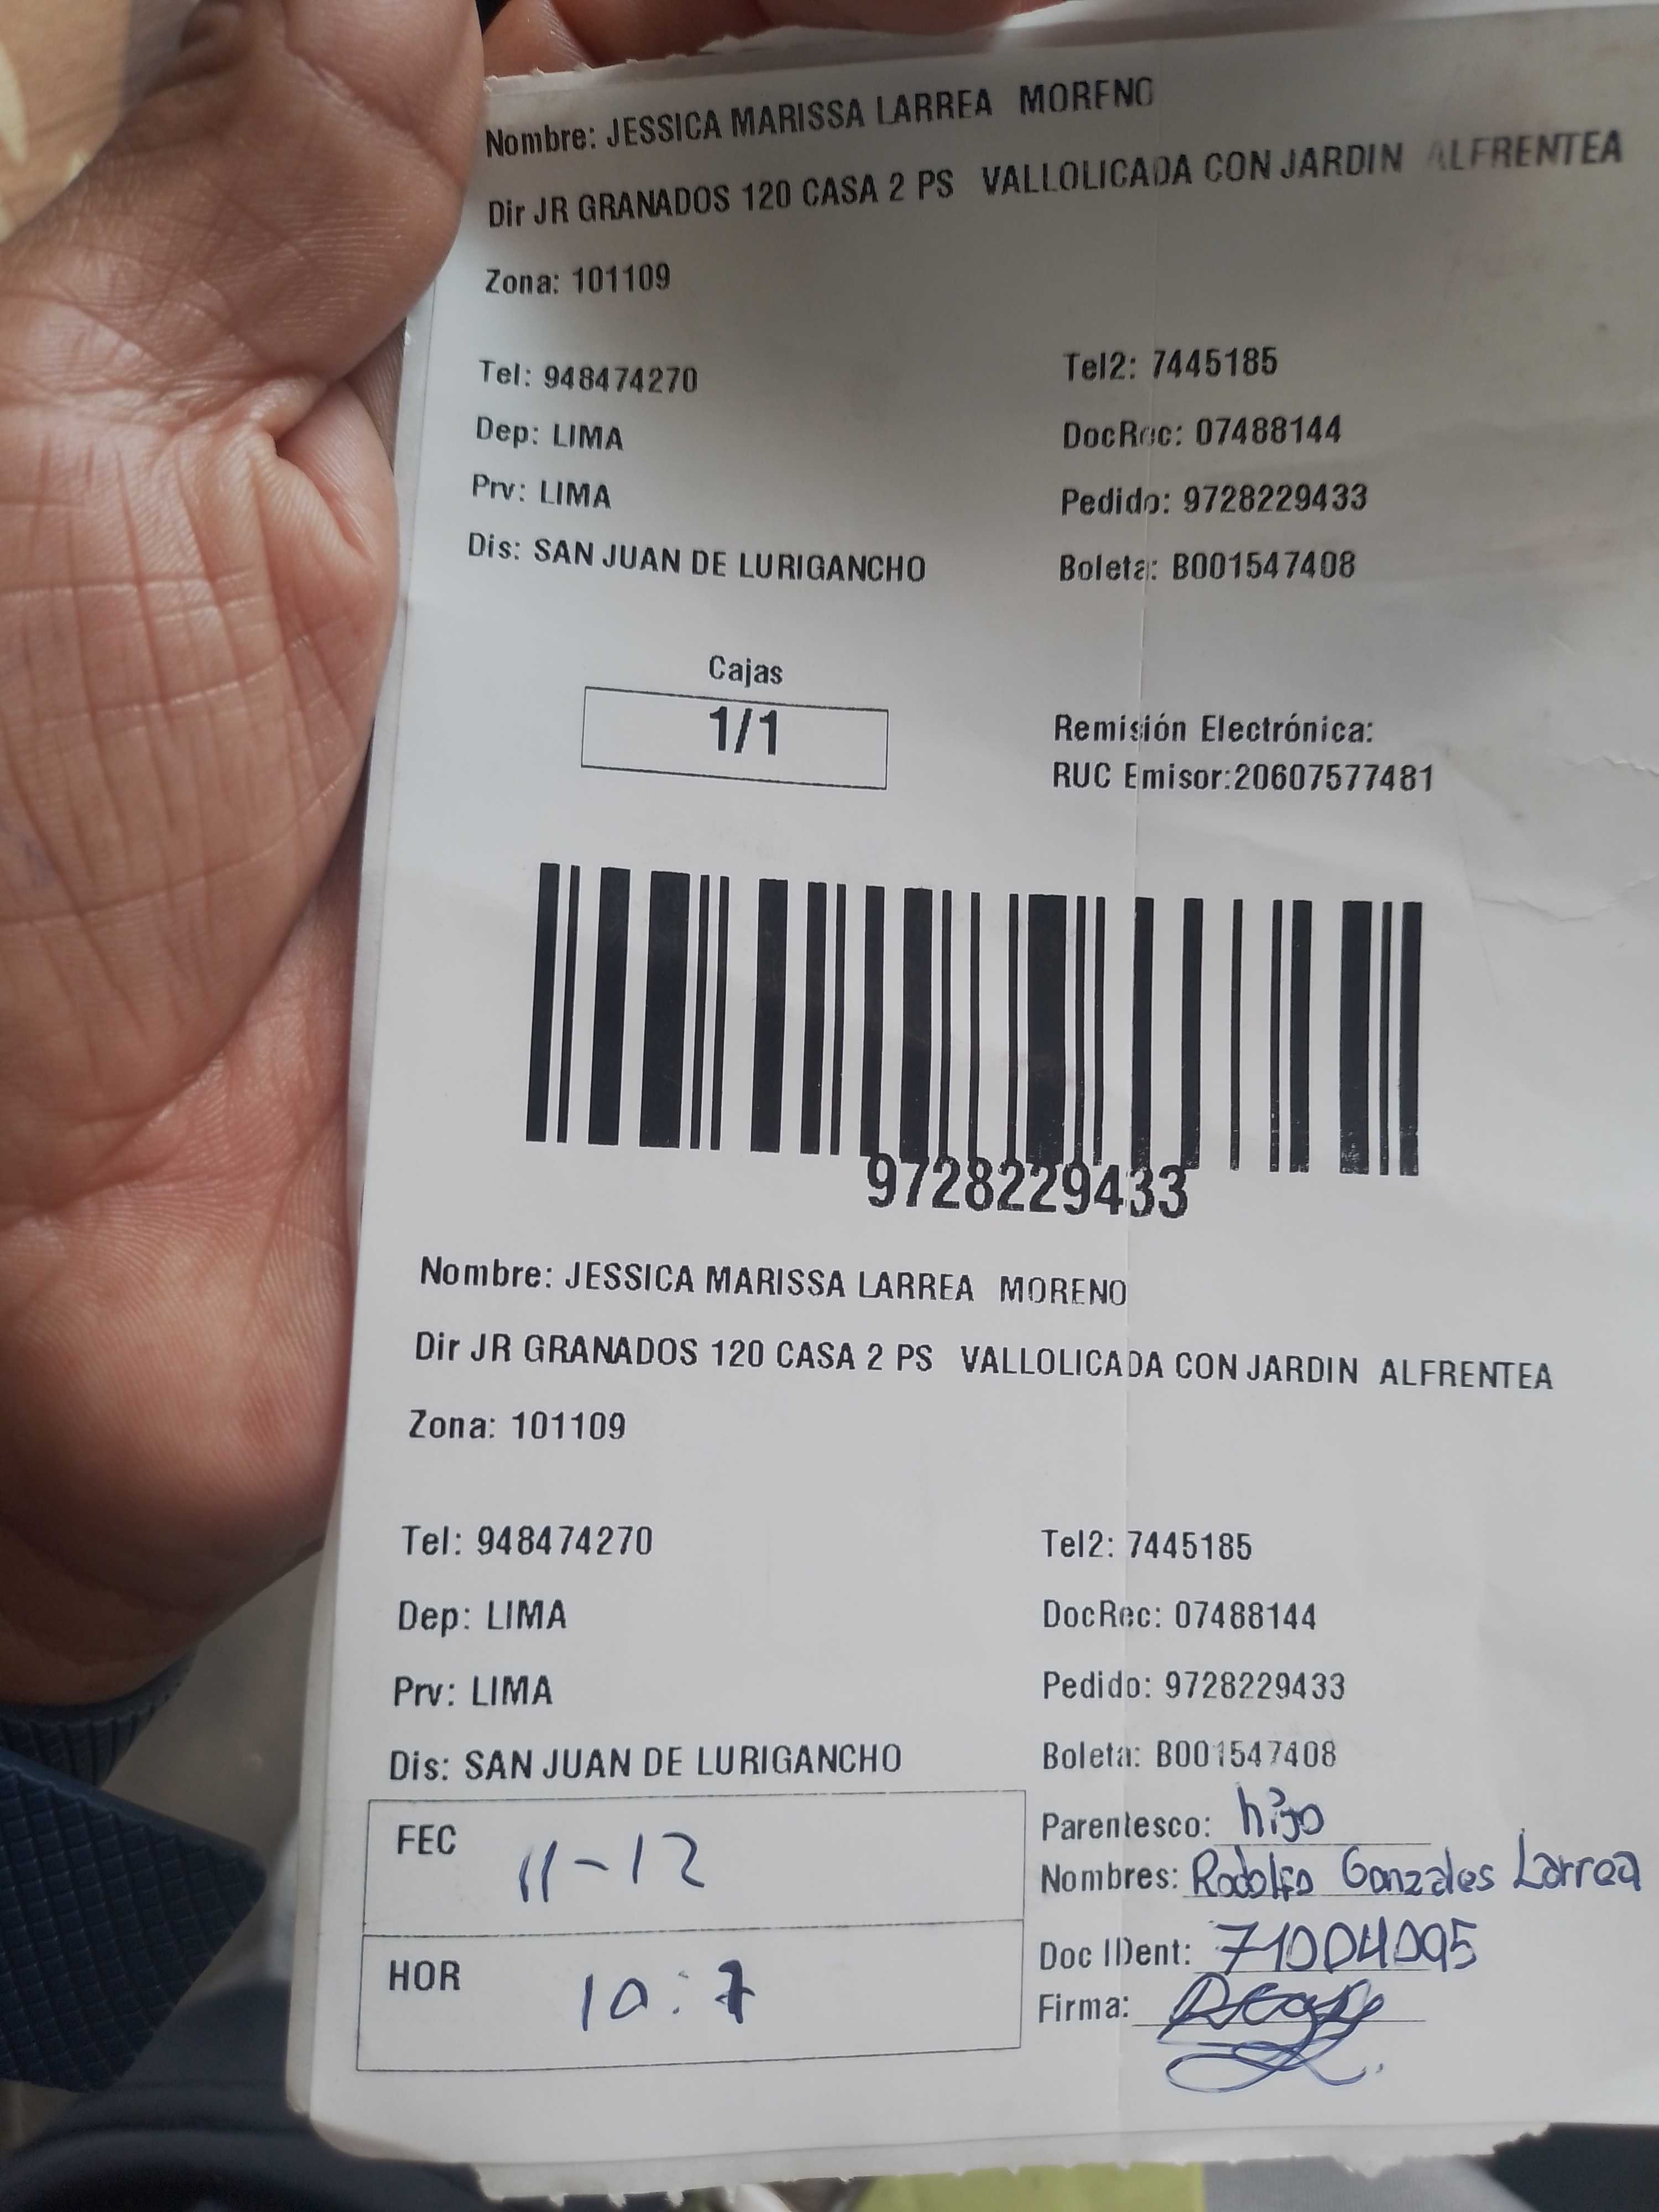 Nombre: JESSICA MARISSA LARREA MORENO
Dir JR GRANADOS 120 CASA 2 PS VALLOLICADA CON JARDIN ALFRENTEA
Zona: 101109
Tel: 948474270 Tel2: 7445185
Dep: LIMA DocRec: 07488144
Prv: LIMA Pedido: 9728229433
Dis: SAN JUAN DE LURIGANCHO Boleta: B001547408
Cajas
1/1
Remisión Electrónica:
RUC Emisor:20607577481
9728229433
Nombre: JESSICA MARISSA LARREA MORENO
Dir JR GRANADOS 120 CASA 2 PS VALLOLICADA CON JARDIN ALFRENTEA
Zona: 101109
Tel: 948474270 Tel2: 7445185
Dep: LIMA DocRec: 07488144
Prv: LIMA Pedido: 9728229433
Dis: SAN JUAN DE LURIGANCHO Boleta: B001547408
FEC 11-12
HOR 10:7
Parentesco: hijo
Nombres: Rodolfo Gonzales Larrea
Doc IDent: 71004095
Firma: